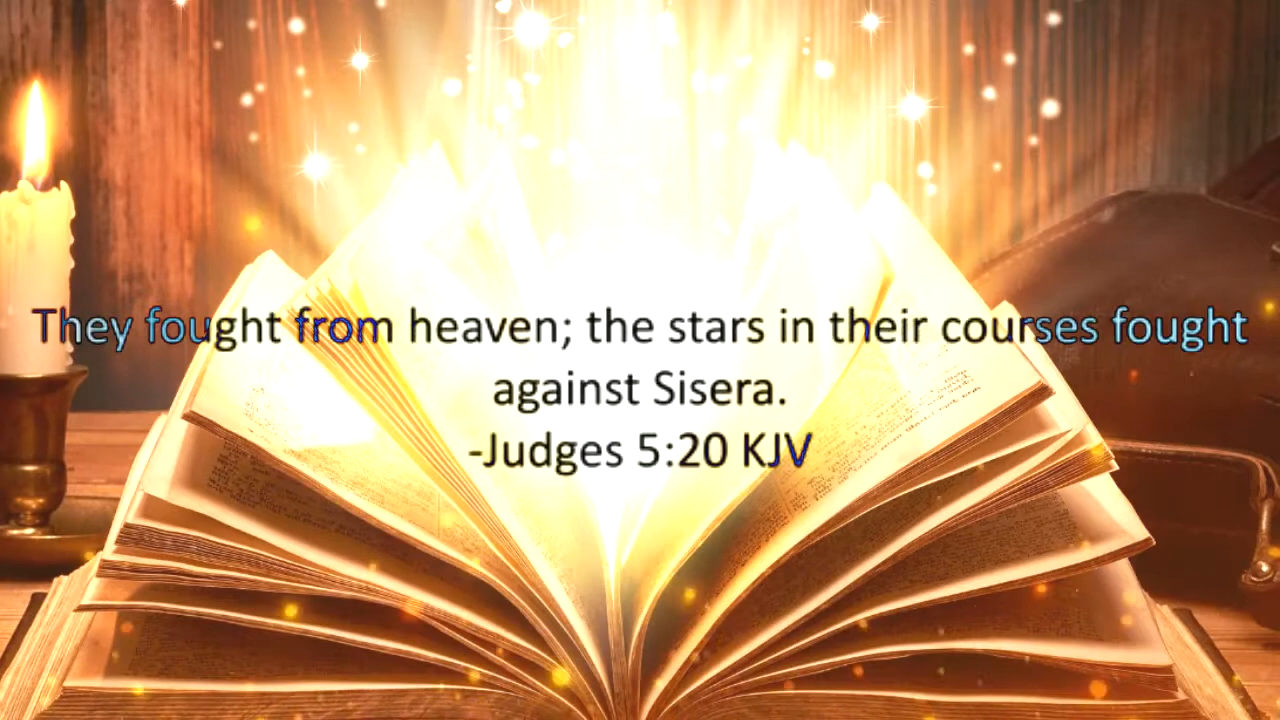 They fought from heaven; the stars in their courses fought
against Sisera.
-Judges 5:20 KJV